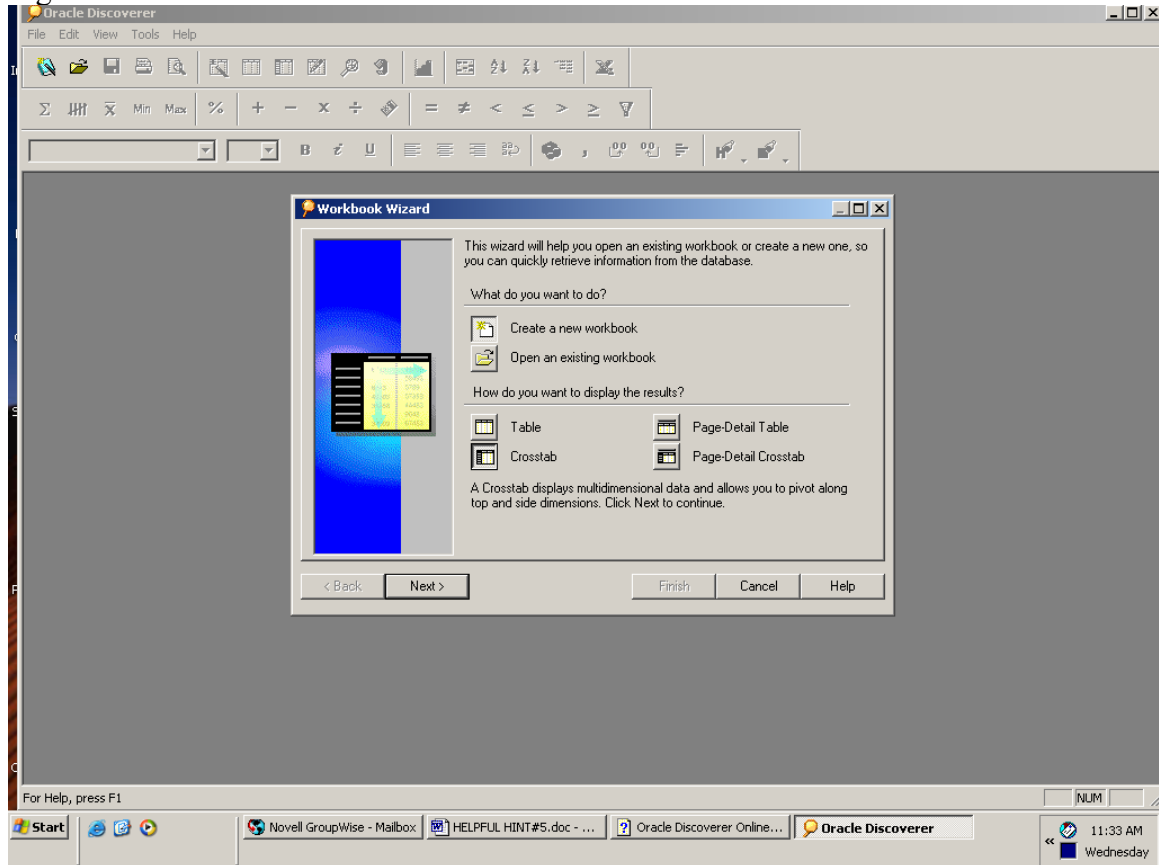 Oracle Discoverer
File Edit View Tools Help
Min Max %
B i U
Workbook Wizard
This wizard will help you open an existing workbook or create a new one, so
you can quickly retrieve information from the database.
What do you want to do?
Create a new workbook
Open an existing workbook
How do you want to display the results?
Table Page-Detail Table
Crosstab Page-Detail Crosstab
A Crosstab displays multidimensional data and allows you to pivot along
top and side dimensions. Click Next to continue.
< Back Next > Finish Cancel Help
For Help, press F1 NUM
Start Novell GroupWise - Mailbox HELPFUL HINT#5.doc - ... Oracle Discoverer Online... Oracle Discoverer « 11:33 AM
Wednesday